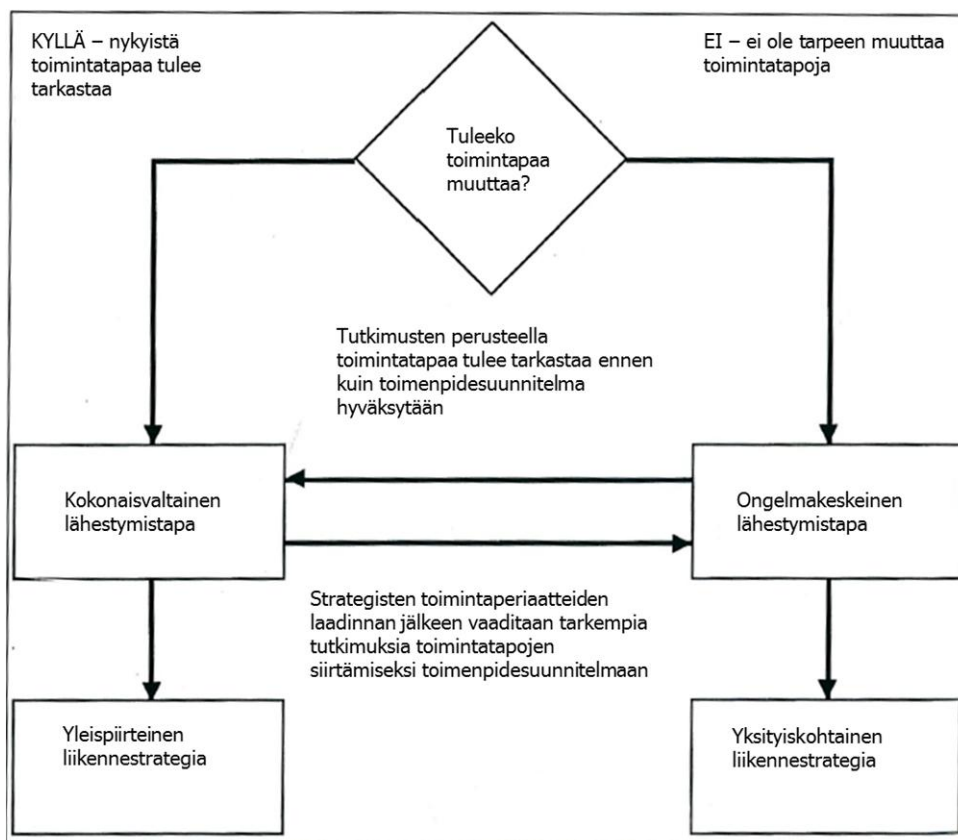 KYLLÄ – nykyistä
toimintatapaa tulee
tarkastaa
EI – ei ole tarpeen muuttaa
toimintatapoja
Tuleeko
toimintapaa
muuttaa?
Tutkimusten perusteella
toimintatapaa tulee tarkastaa ennen
kuin toimenpidesuunnitelma
hyväksytään
Kokonaisvaltainen
lähestymistapa
Ongelmakeskeinen
lähestymistapa
Strategisten toimintaperiaatteiden
laadinnan jälkeen vaaditaan tarkempia
tutkimuksia toimintatapojen
siirtämiseksi toimenpidesuunnitelmaan
Yleispiirteinen
liikennestrategia
Yksityiskohtainen
liikennestrategia